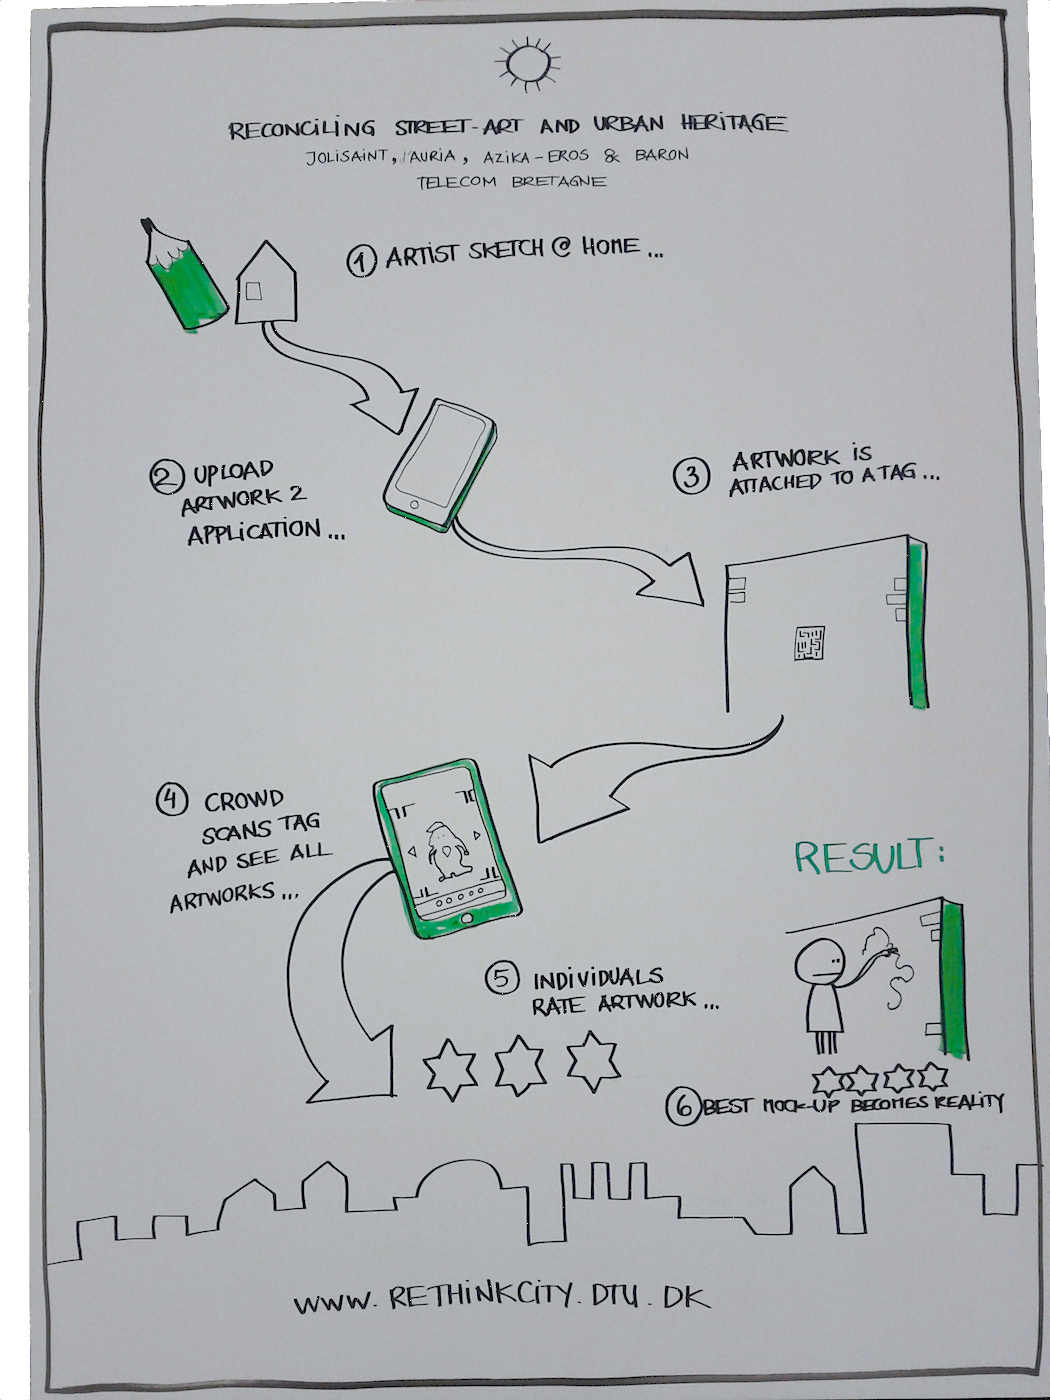 RECONCILING STREET-ART AND URBAN HERITAGE
JOLISAINT, IAURIA, AZIKA-EROS & BARON
TELECOM BRETAGNE
1 ARTIST SKETCH @ HOME ...
2 UPLOAD
ARTWORK 2
APPLICATION ...
3 ARTWORK IS
ATTACHED TO A TAG ...
4 CROWD
SCANS TAG
AND SEE ALL
ARTWORKS ...
5 INDIVIDUALS
RATE ARTWORK ...
RESULT:
6 BEST MOCK-UP BECOMES REALITY
WWW. RETHINKCITY. DTU. DK